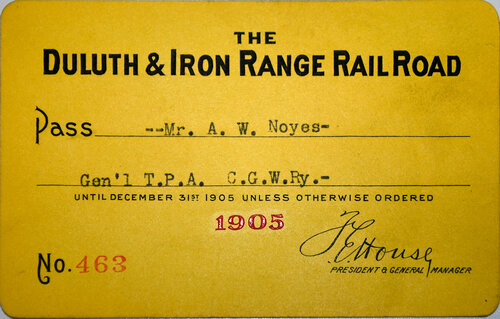 THE
DULUTH & IRON RANGE RAIL ROAD
Pass --Mr. A. W. Noyes-
Gen'l T.P.A. C.G.W.Ry.-
UNTIL DECEMBER 31ST 1905 UNLESS OTHERWISE ORDERED
1905
No. 463
F E House
PRESIDENT & GENERAL MANAGER